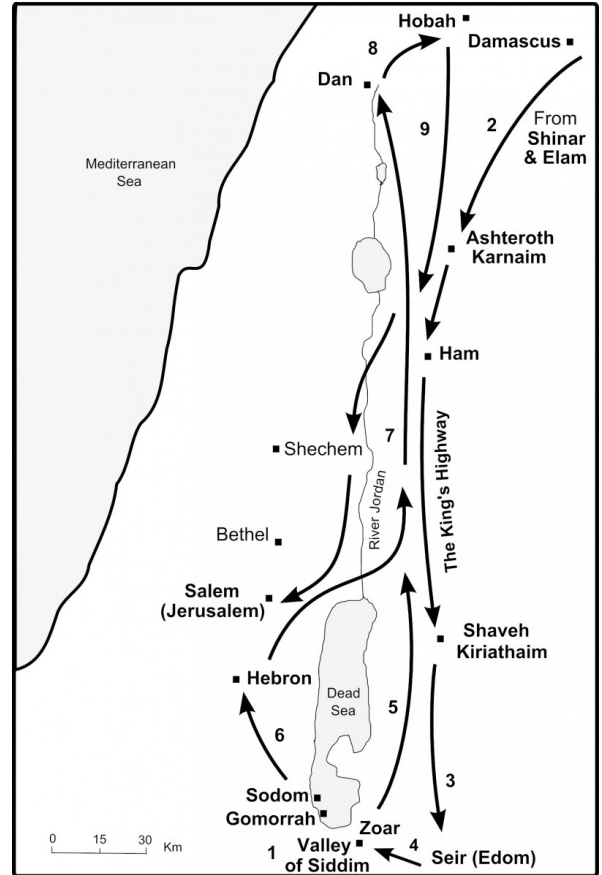 Hobah
Damascus
8
Dan
9
2
From
Shinar
& Elam
Mediterranean
Sea
Ashteroth
Karnaim
Ham
The King's Highway
7
Shechem
River Jordan
Bethel
Salem
(Jerusalem)
Shaveh
Kiriathaim
Hebron
Dead
Sea
5
6
3
Sodom
Gomorrah
Zoar
0 15 30 Km
1
Valley
of Siddim
4
Seir (Edom)